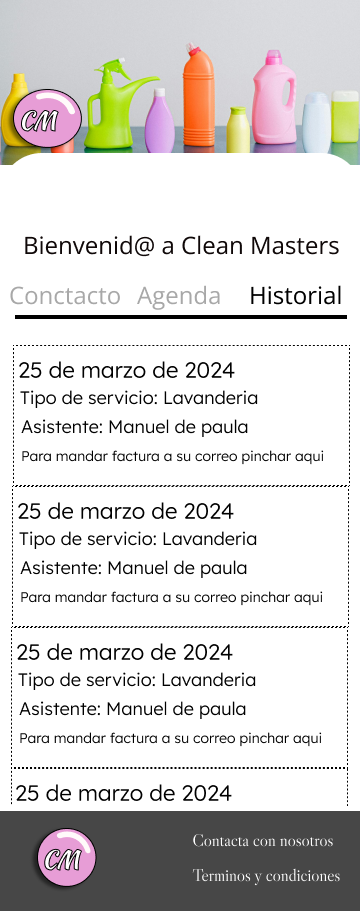 CM
Bienvenid@ a Clean Masters
Conctacto Agenda Historial
25 de marzo de 2024
Tipo de servicio: Lavanderia
Asistente: Manuel de paula
Para mandar factura a su correo pinchar aqui
25 de marzo de 2024
Tipo de servicio: Lavanderia
Asistente: Manuel de paula
Para mandar factura a su correo pinchar aqui
25 de marzo de 2024
Tipo de servicio: Lavanderia
Asistente: Manuel de paula
Para mandar factura a su correo pinchar aqui
25 de marzo de 2024
CM
Contacta con nosotros
Terminos y condiciones